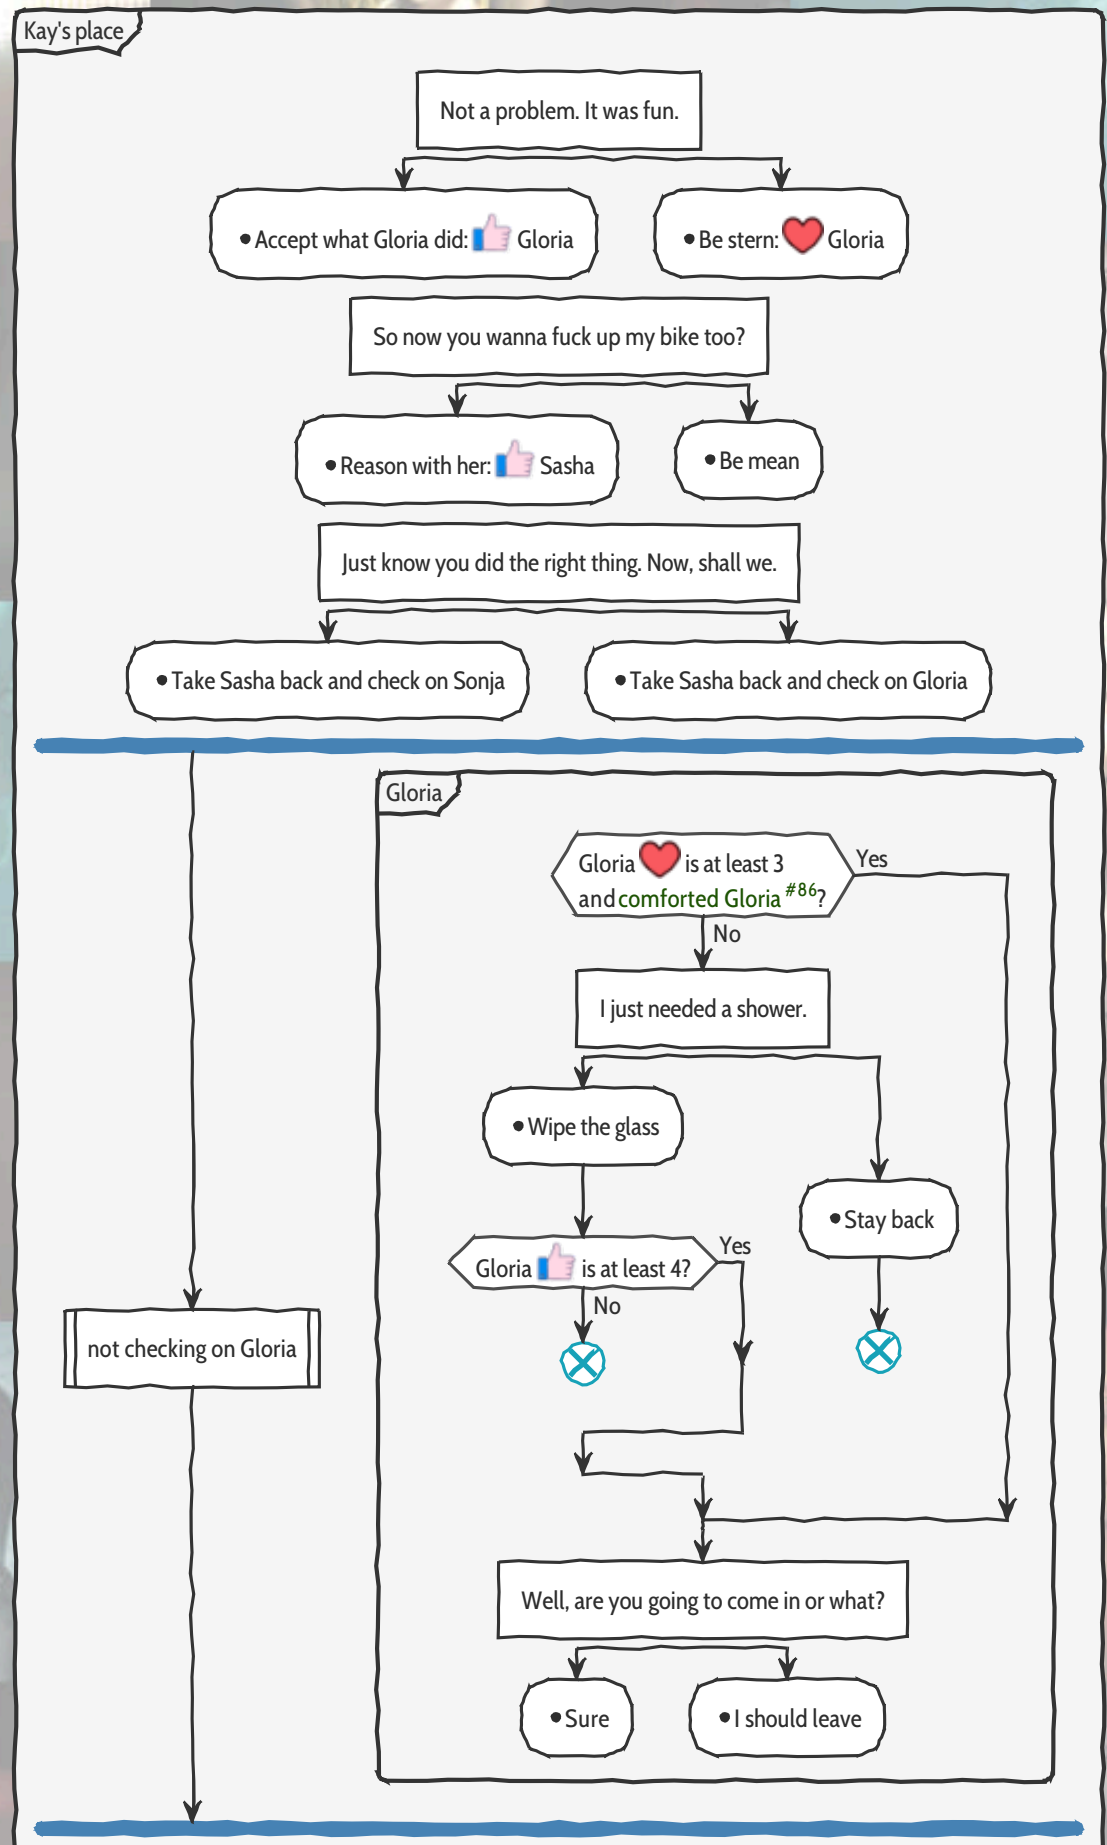 Kay's place
Not a problem. It was fun.
•Accept what Gloria did: Gloria
•Be stern: Gloria
So now you wanna fuck up my bike too?
•Reason with her: Sasha
•Be mean
Just know you did the right thing. Now, shall we.
•Take Sasha back and check on Sonja
•Take Sasha back and check on Gloria
Gloria
Gloria is at least 3
and comforted Gloria #86?
Yes
No
I just needed a shower.
•Wipe the glass
•Stay back
Gloria is at least 4?
Yes
No
not checking on Gloria
Well, are you going to come in or what?
•Sure
•I should leave